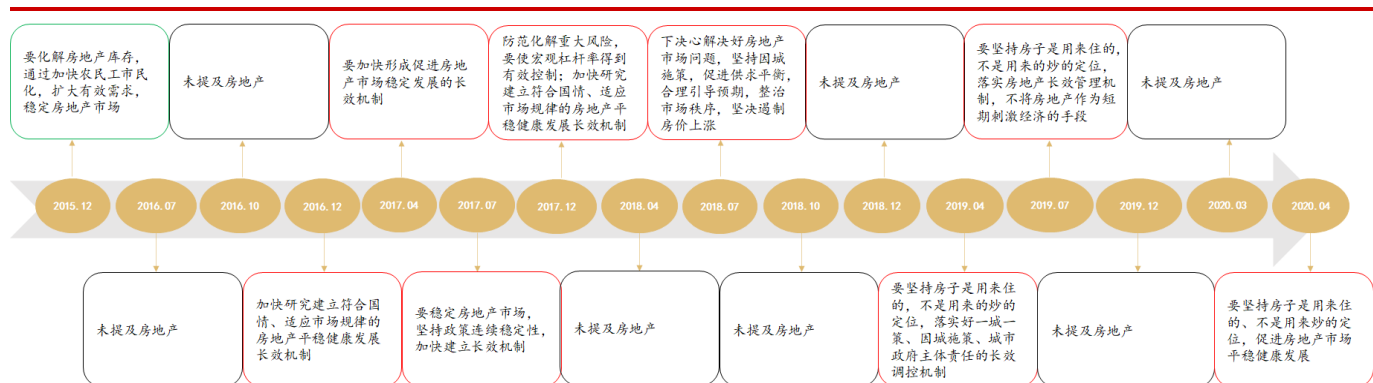 要化解房地产库存，
通过加快农民工市民
化，扩大有效需求，
稳定房地产市场
未提及房地产
要加快形成促进房地
产市场稳定发展的长
效机制
防范化解重大风险，
要使宏观杠杆率得到
有效控制；加快研究
建立符合国情、适应
市场规律的房地产平
稳健康发展长效机制
下决心解决好房地产
市场问题，坚持因城
施策，促进供求平衡，
合理引导预期，整治
市场秩序，坚决遏制
房价上涨
未提及房地产
要坚持房子是用来住的，
不是用来炒的定位，
落实房地产长效管理机
制，不将房地产作为短
期刺激经济的手段
未提及房地产
2015.12
2016.07
2016.10
2016.12
2017.04
2017.07
2017.12
2018.04
2018.07
2018.10
2018.12
2019.04
2019.07
2019.12
2020.03
2020.04
未提及房地产
加快研究建立符合国
情、适应市场规律的
房地产平稳健康发展
长效机制
要稳定房地产市场，
坚持政策连续稳定性，
加快建立长效机制
未提及房地产
未提及房地产
要坚持房子是用来住
的，不是用来炒的
定位，落实好一城一
策、因城施策、城市
政府主体责任的长效
调控机制
未提及房地产
要坚持房子是用来住
的、不是用来炒的定
位，促进房地产市场
平稳健康发展